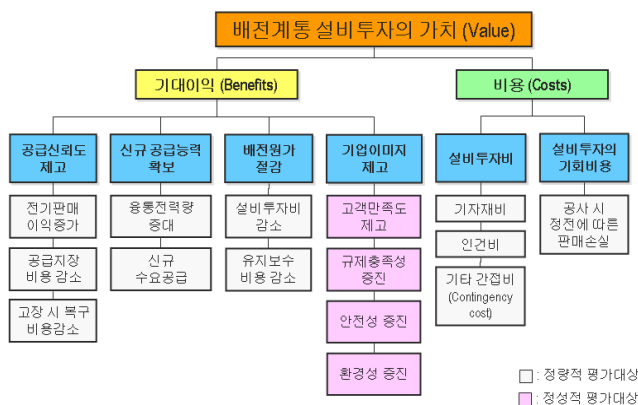 배전계통 설비투자의 가치 (Value)
기대이익 (Benefits)
비용 (Costs)
공급신뢰도
제고
신규 공급능력
확보
배전원가
절감
기업이미지
제고
설비투자비
설비투자의
기회비용
전기판매
이익증가
공급지장
비용 감소
고장 시 복구
비용감소
융통전력량
증대
신규
수요공급
설비투자비
감소
유지보수
비용 감소
고객만족도
제고
규제충족성
증진
안전성 증진
환경성 증진
기자재비
인건비
기타 간접비
(Contingency
cost)
공사 시
정전에 따른
판매손실
: 정량적 평가대상
: 정성적 평가대상